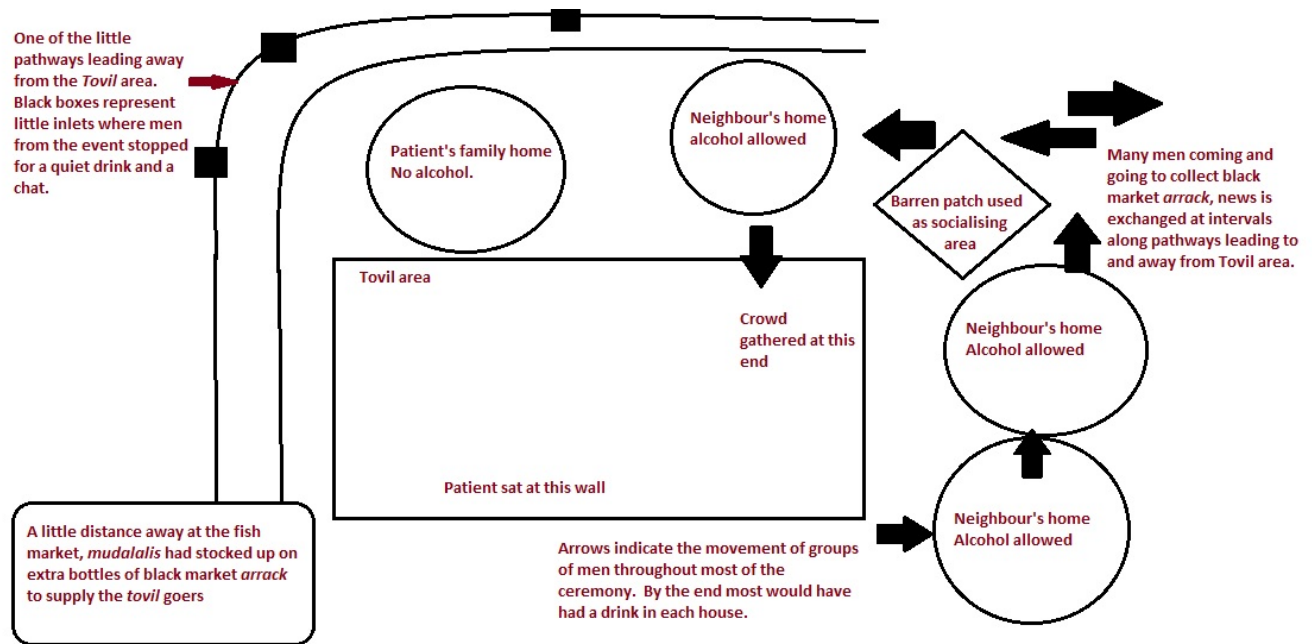 One of the little
pathways leading away
from the Tovil area.
Black boxes represent
little inlets where men
from the event stopped
for a quiet drink and a
chat.
Patient's family home
No alcohol.
Neighbour's home
alcohol allowed
Barren patch used
as socialising
area
Many men coming and
going to collect black
market arrack, news is
exchanged at intervals
along pathways leading to
and away from Tovil area.
Tovil area
Crowd
gathered at this
end
Neighbour's home
Alcohol allowed
Patient sat at this wall
Neighbour's home
Alcohol allowed
A little distance away at the fish
market, mudalalis had stocked up on
extra bottles of black market arrack
to supply the tovil goers
Arrows indicate the movement of groups
of men throughout most of the
ceremony. By the end most would have
had a drink in each house.